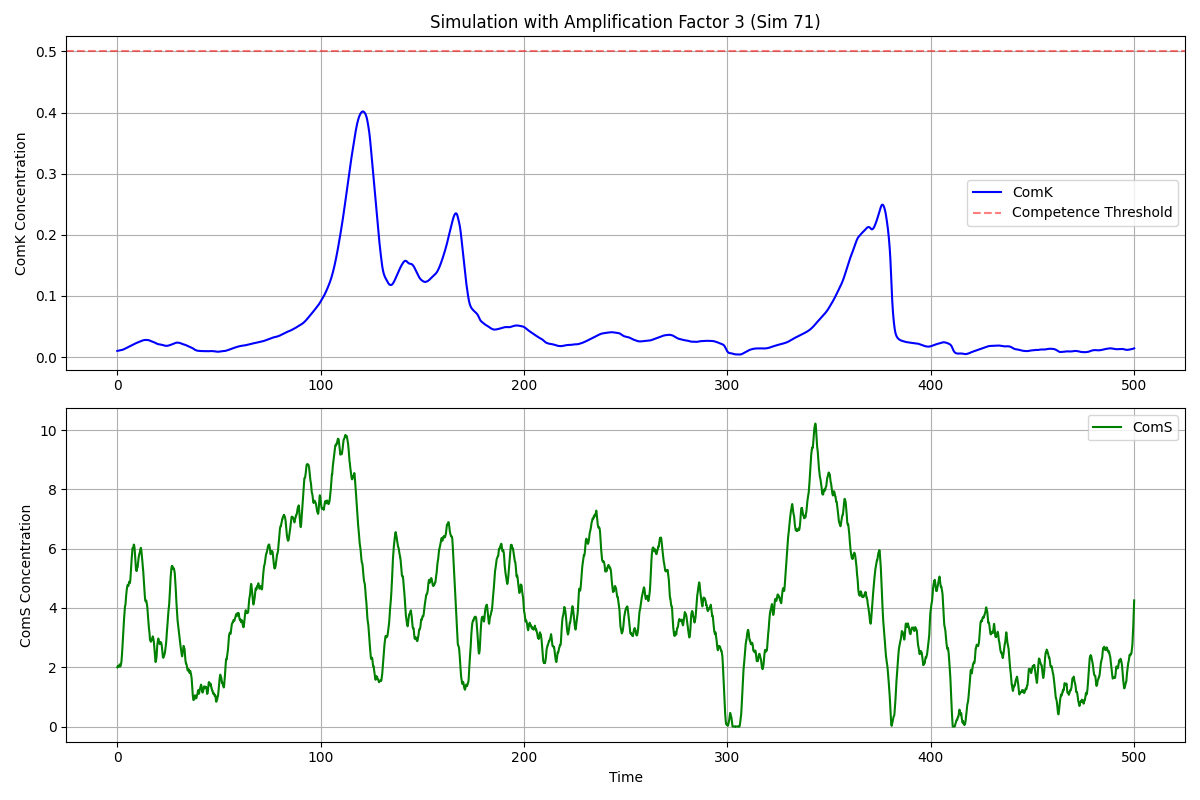 Simulation with Amplification Factor 3 (Sim 71)
ComK Concentration
0.5
0.4
0.3
0.2
0.1
0.0
ComK
Competence Threshold
0 100 200 300 400 500
ComS Concentration
10
8
6
4
2
0
ComS
0 100 200 300 400 500
Time